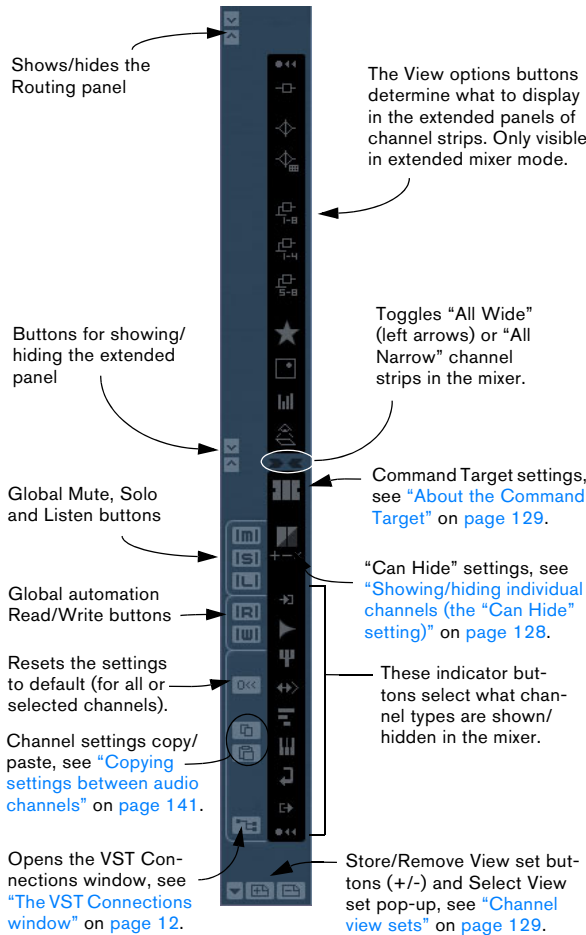 Shows/hides the
Routing panel
The View options buttons
determine what to display
in the extended panels of
channel strips. Only visible
in extended mixer mode.
1-8
1-4
5-8
Toggles “All Wide”
(left arrows) or “All
Narrow” channel
strips in the mixer.
Buttons for showing/
hiding the extended
panel
Command Target settings,
see “About the Command
Target” on page 129.
Global Mute, Solo
and Listen buttons
|m|
|S|
|L|
“Can Hide” settings, see
“Showing/hiding individual
channels (the “Can Hide”
setting)” on page 128.
Global automation
Read/Write buttons
|R|
|W|
Resets the settings
to default (for all or
selected channels).
0<<
These indicator but-
tons select what chan-
nel types are shown/
hidden in the mixer.
Channel settings copy/
paste, see “Copying
settings between audio
channels” on page 141.
Opens the VST Con-
nections window, see
“The VST Connections
window” on page 12.
Store/Remove View set but-
tons (+/-) and Select View
set pop-up, see “Channel
view sets” on page 129.